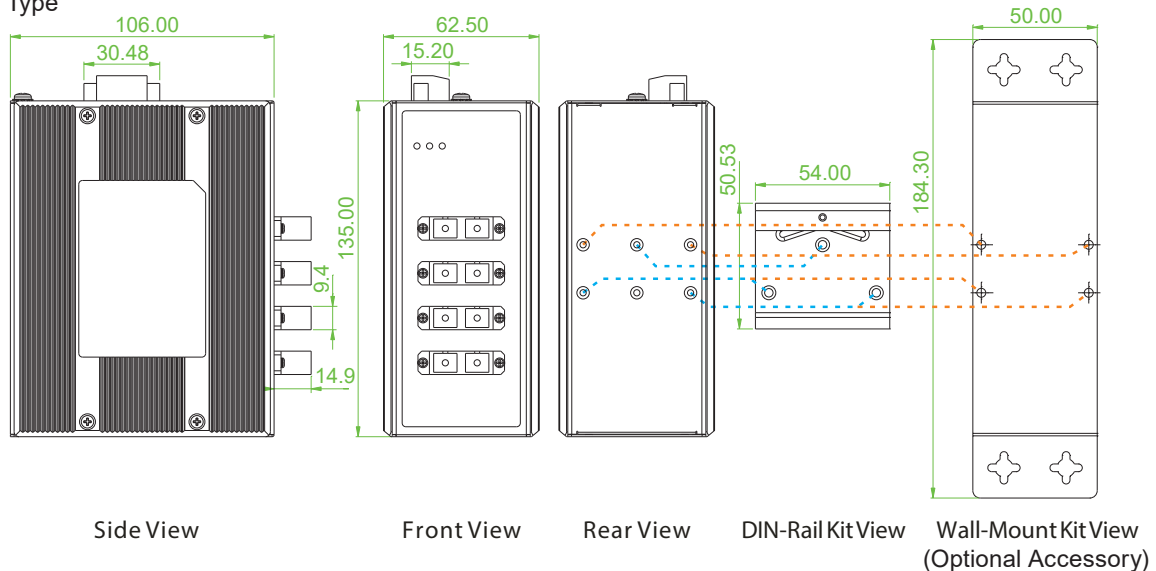 Type
106.00
62.50
50.00
30.48
15.20
135.00
50.53
54.00
184.30
9.4
14.9
Side View
Front View
Rear View
DIN-Rail Kit View
Wall-Mount Kit View
(Optional Accessory)